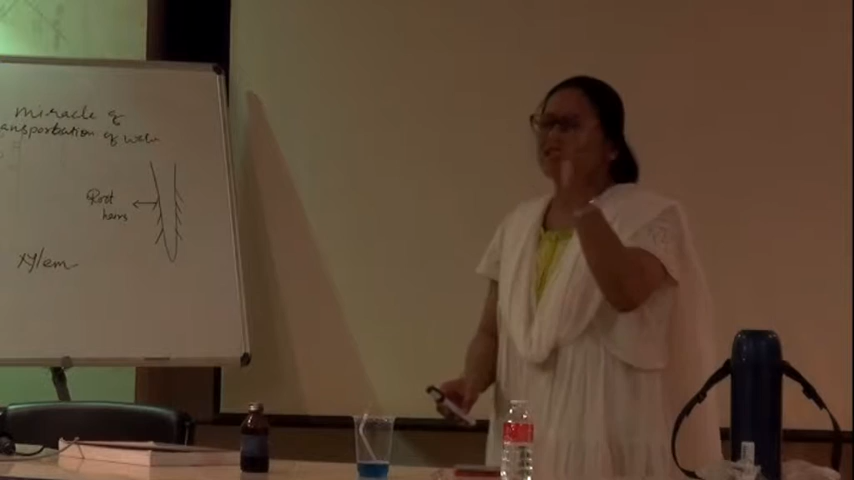 miracle of
ansportation of water
Root
hairs
xylem